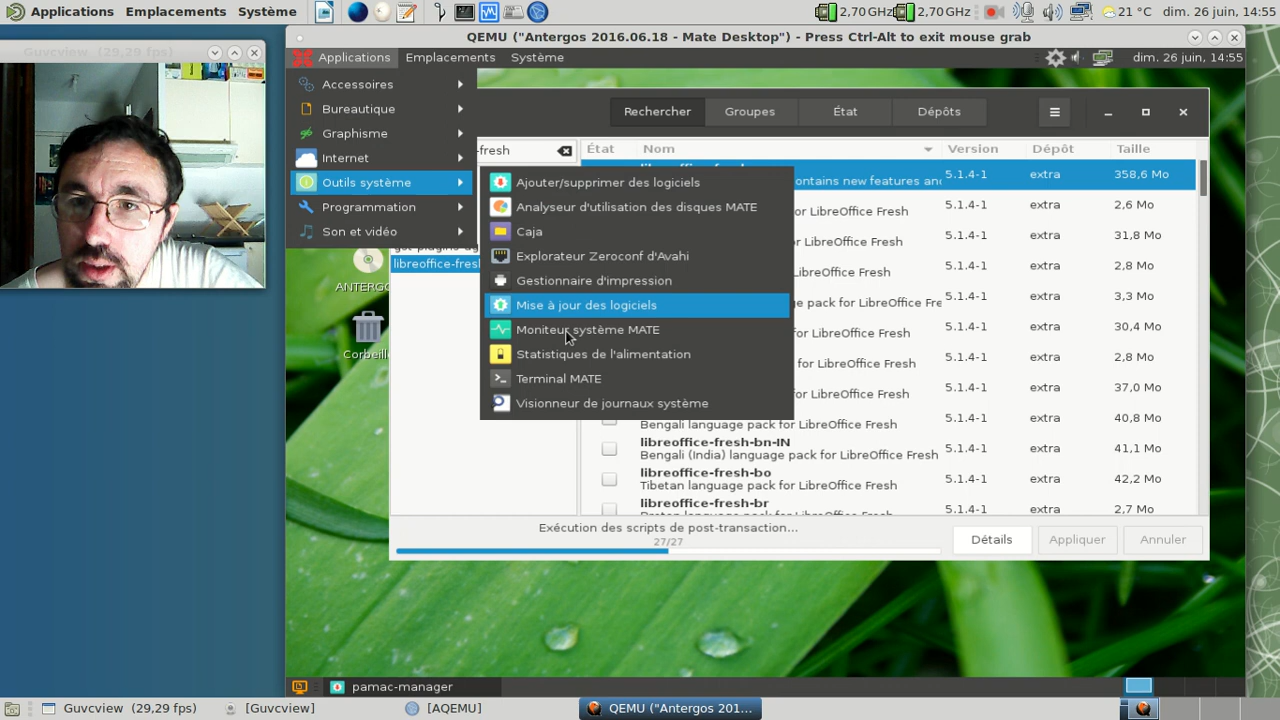 Applications Emplacements Système 2,70 GHz 2,70 GHz 21 °C dim. 26 juin, 14:55
Guvcview. (29,29 fps)
QEMU ("Antergos 2016.06.18 - Mate Desktop") - Press Ctrl-Alt to exit mouse grab
Applications Emplacements Système dim. 26 juin, 14:55
Accessoires
Bureautique
Graphisme
Internet
Outils système
Programmation
Son et vidéo
Rechercher Groupes État Dépôts
-fresh
État Nom Version Dépôt Taille
ontains new features and 5.1.4-1 extra 358,6 Mo
or LibreOffice Fresh 5.1.4-1 extra 2,6 Mo
or LibreOffice Fresh 5.1.4-1 extra 31,8 Mo
or LibreOffice Fresh 5.1.4-1 extra 2,8 Mo
ge pack for LibreOffice Fre 5.1.4-1 extra 3,3 Mo
or LibreOffice Fresh 5.1.4-1 extra 30,4 Mo
or LibreOffice Fresh 5.1.4-1 extra 2,8 Mo
or LibreOffice Fresh 5.1.4-1 extra 37,0 Mo
Bengali language pack for LibreOffice Fresh 5.1.4-1 extra 40,8 Mo
libreoffice-fresh-bn-IN
Bengali (India) language pack for LibreOffice Fresh 5.1.4-1 extra 41,1 Mo
libreoffice-fresh-bo
Tibetan language pack for LibreOffice Fresh 5.1.4-1 extra 42,2 Mo
libreoffice-fresh-br
5.1.4-1 extra 2,7 Mo
Ajouter/supprimer des logiciels
Analyseur d'utilisation des disques MATE
Caja
Explorateur Zeroconf d'Avahi
Gestionnaire d'impression
Mise à jour des logiciels
Moniteur système MATE
Statistiques de l'alimentation
Terminal MATE
Visionneur de journaux système
libreoffice-fresh
ANTERGO
Corbeille
Exécution des scripts de post-transaction...
27/27
Détails Appliquer Annuler
pamac-manager
Guvcview (29,29 fps) [Guvcview] [AQEMU] QEMU ("Antergos 201...